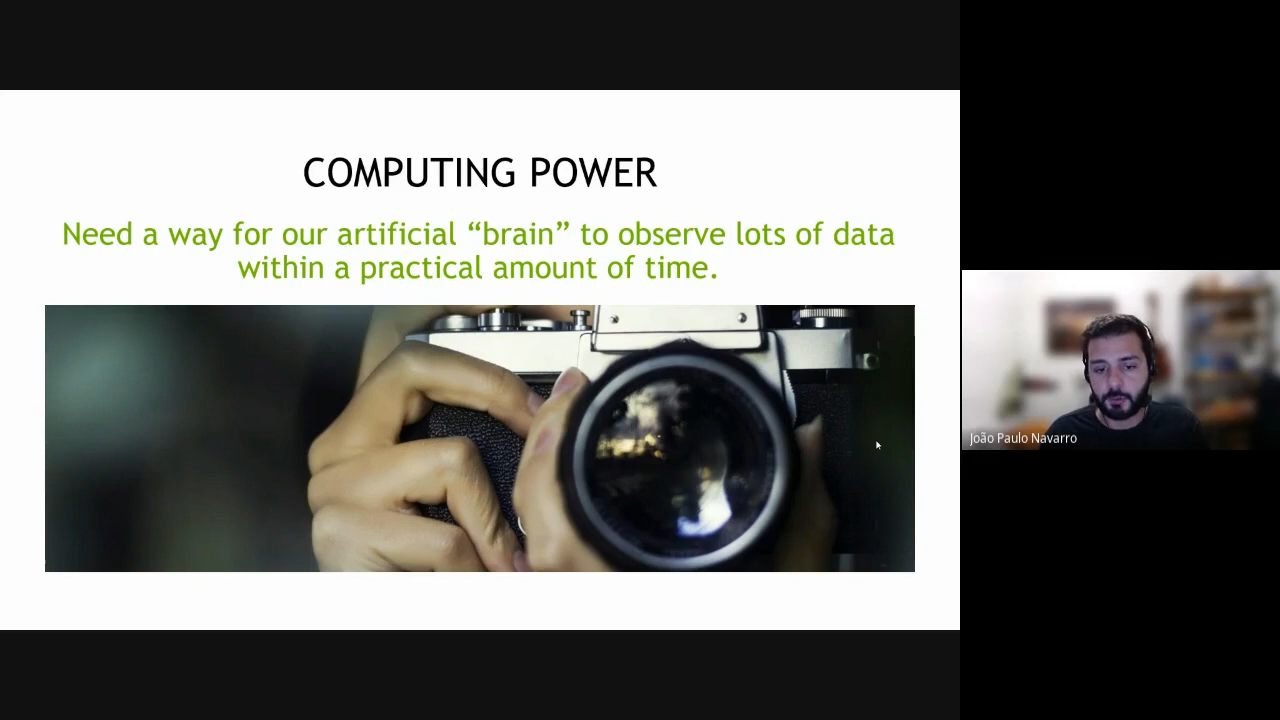 COMPUTING POWER
Need a way for our artificial “brain” to observe lots of data
within a practical amount of time.
João Paulo Navarro